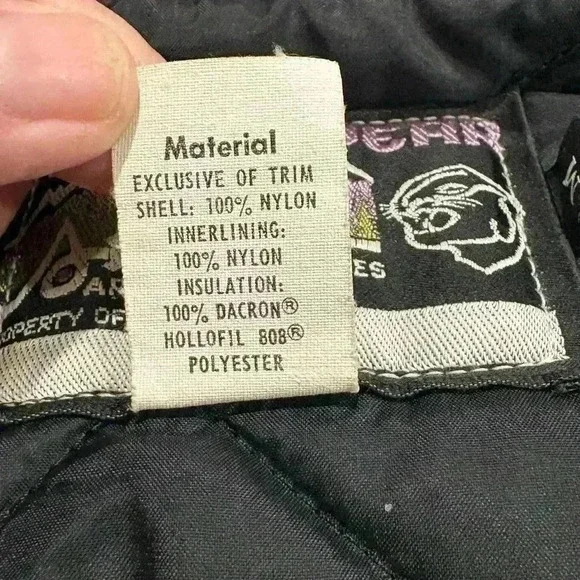 Material
EXCLUSIVE OF TRIM
SHELL: 100% NYLON
INNERLINING:
100% NYLON
INSULATION:
100% DACRON®
HOLLOFIL 808®
POLYESTER